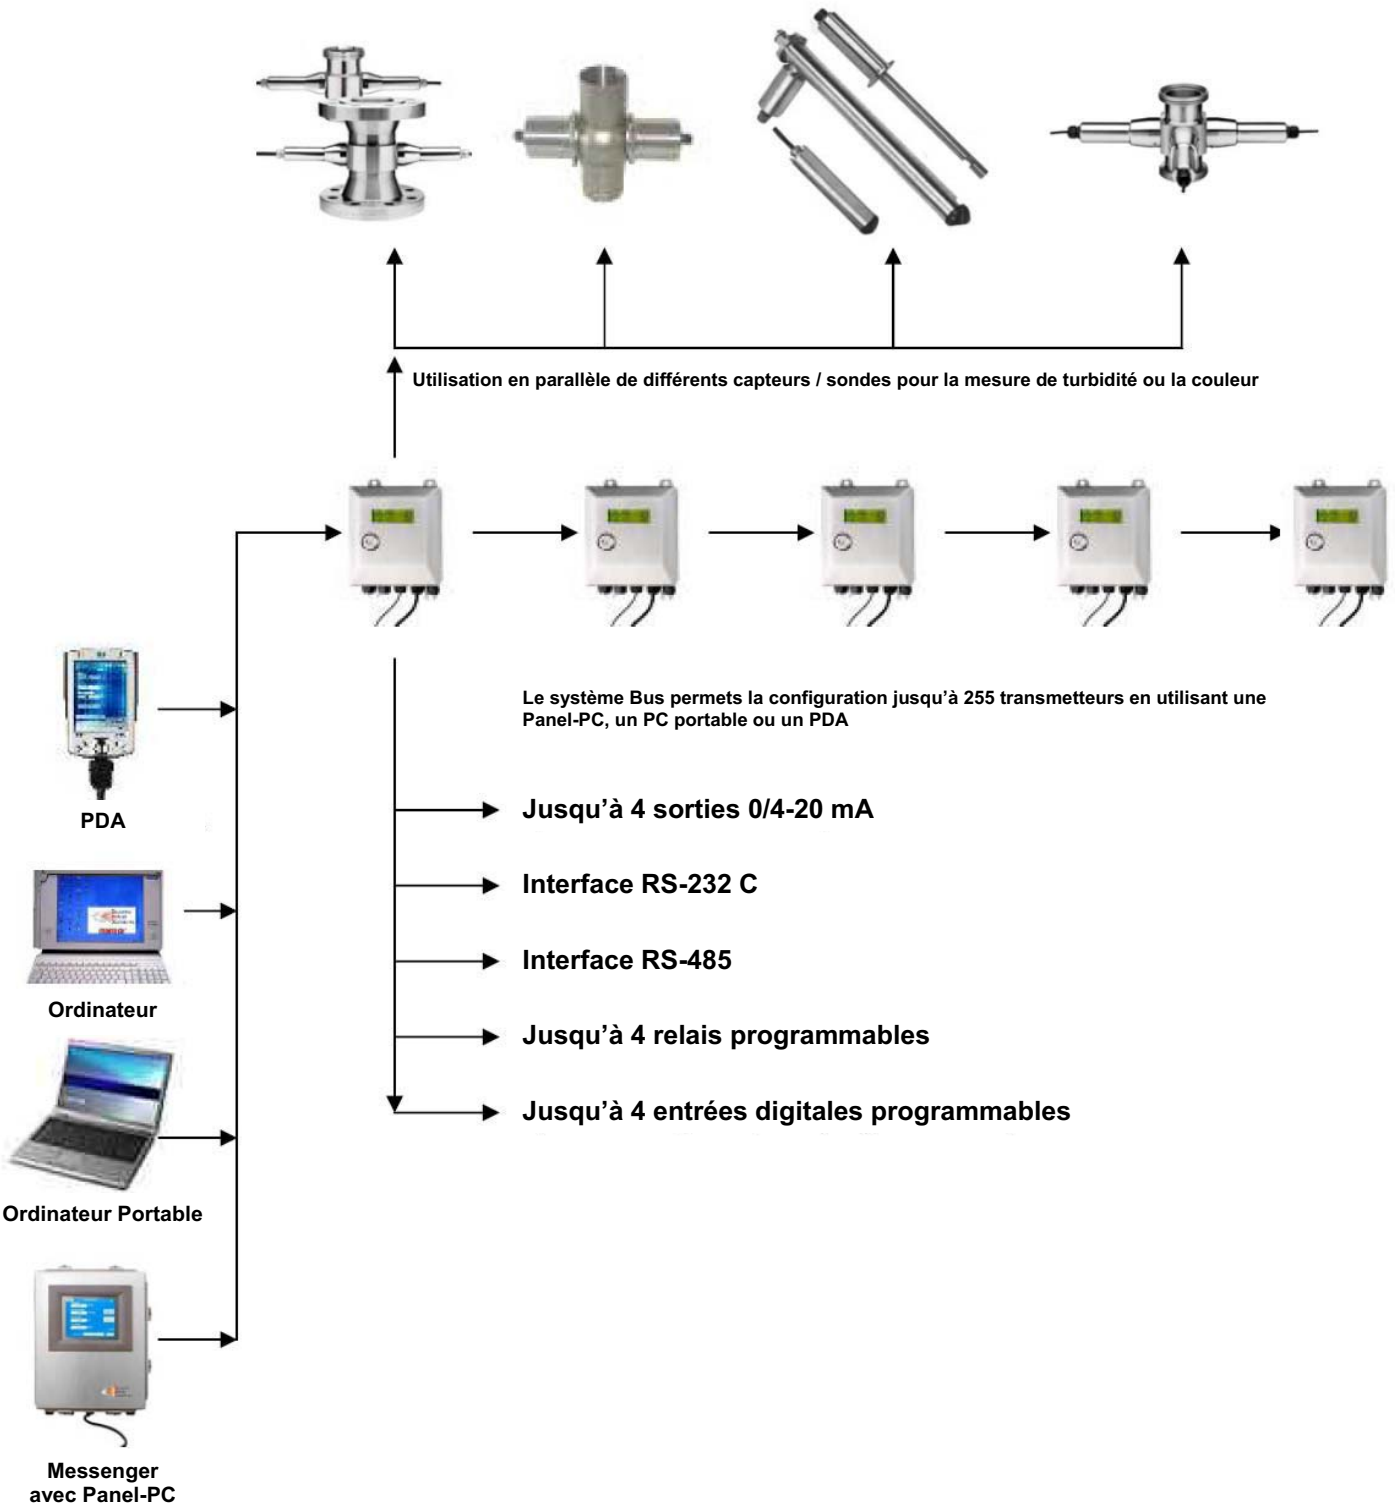 Utilisation en parallèle de différents capteurs / sondes pour la mesure de turbidité ou la couleur
Le système Bus permets la configuration jusqu'à 255 transmetteurs en utilisant une
Panel-PC, un PC portable ou un PDA
PDA
Jusqu'à 4 sorties 0/4-20 mA
Interface RS-232 C
Interface RS-485
Ordinateur
Jusqu'à 4 relais programmables
Jusqu'à 4 entrées digitales programmables
Ordinateur Portable
Messenger
avec Panel-PC